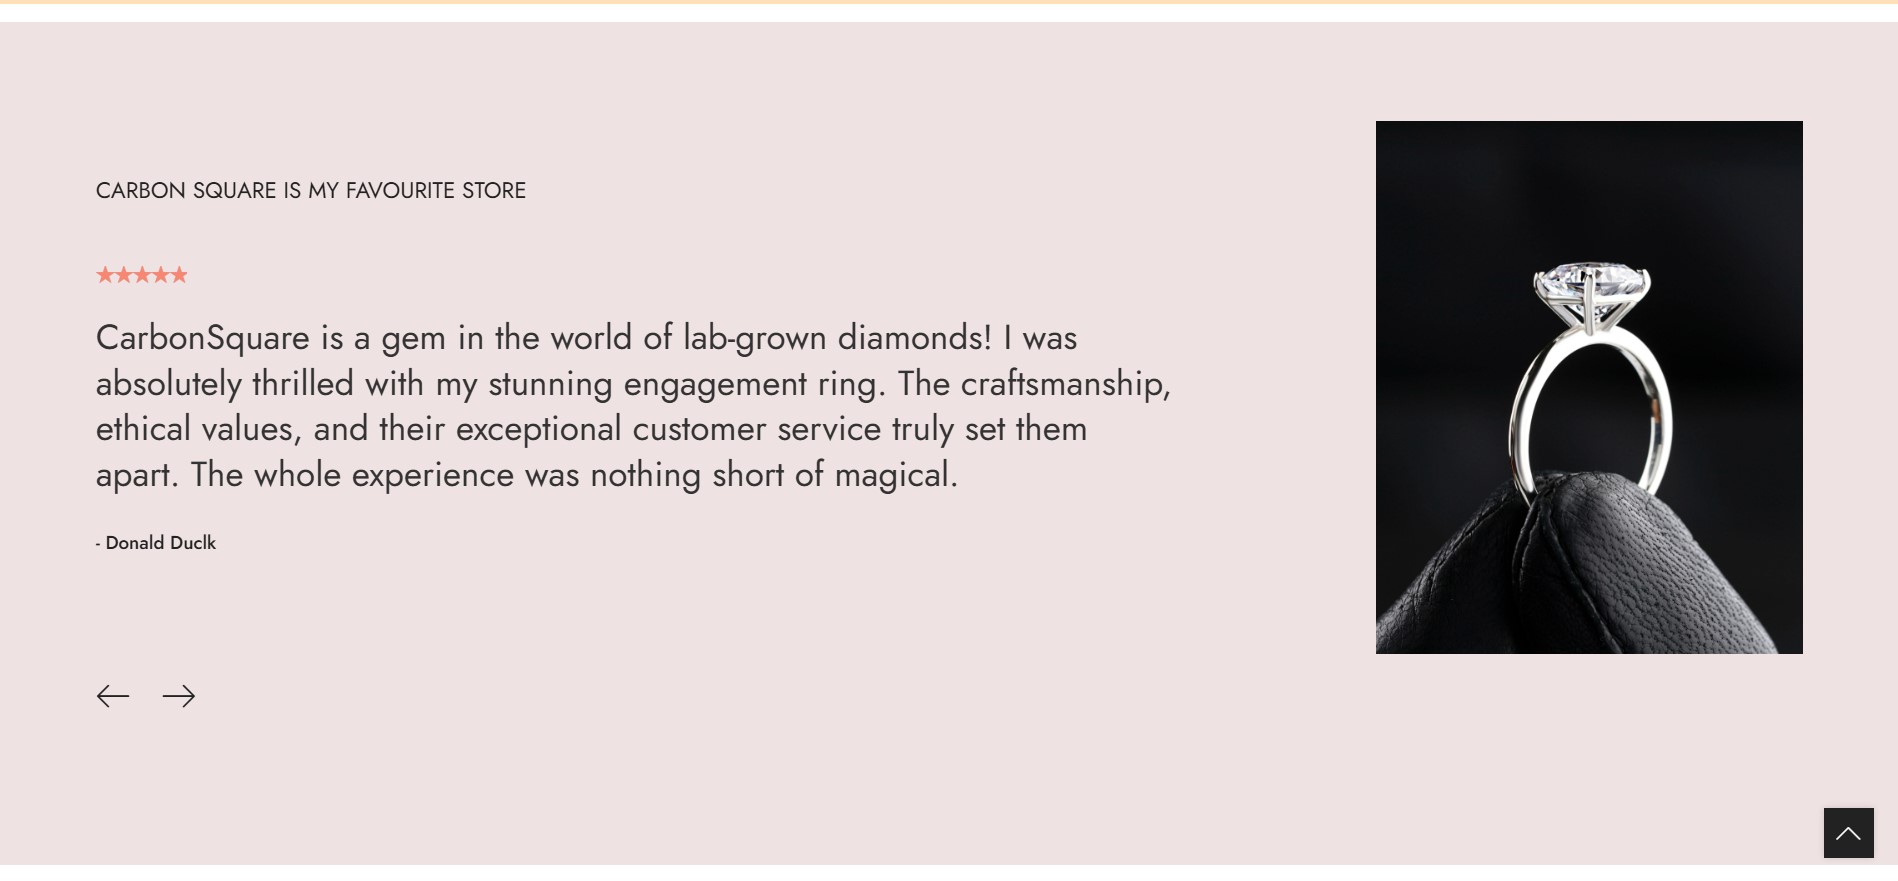 CARBON SQUARE IS MY FAVOURITE STORE
CarbonSquare is a gem in the world of lab-grown diamonds! I was
absolutely thrilled with my stunning engagement ring. The craftsmanship,
ethical values, and their exceptional customer service truly set them
apart. The whole experience was nothing short of magical.
- Donald Duclk